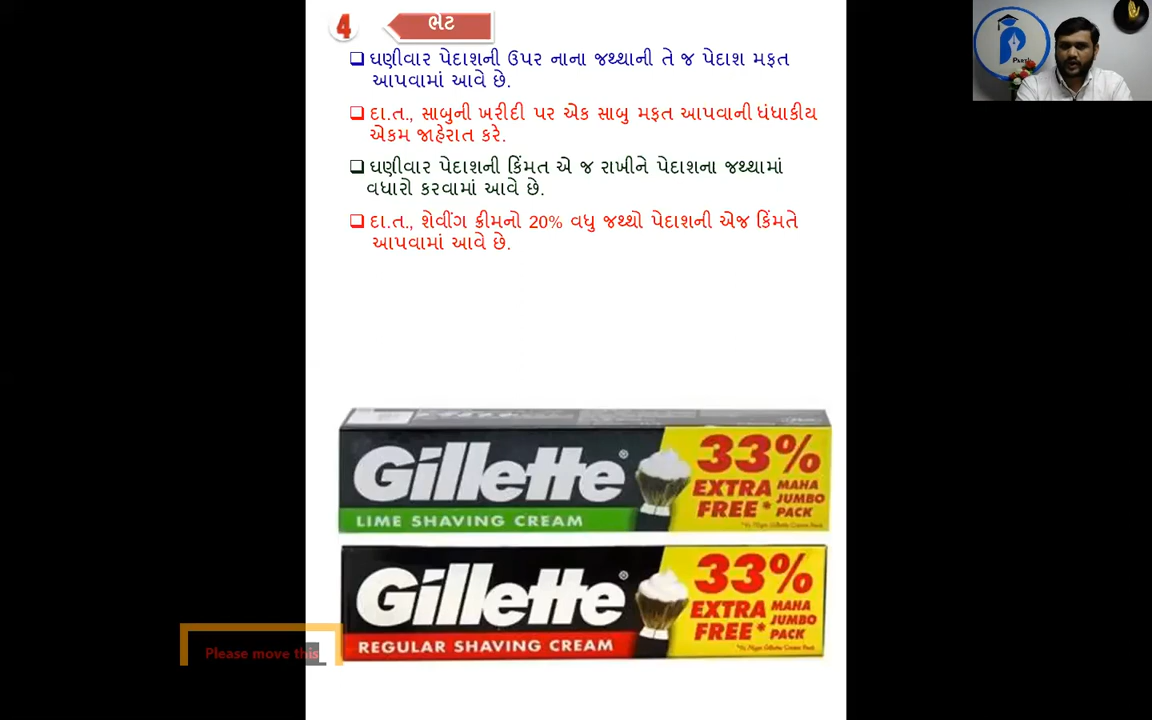 4
ભેટ
ઘણીવાર પેદાશની ઉપર નાના જથ્થાની તે જ પેદાશ મફત
આપવામાં આવે છે.
દા.ત., સાબુની ખરીદી પર એક સાબુ મફત આપવાની ધંધાકીય
એકમ જાહેરાત કરે.
ઘણીવાર પેદાશની કિંમત એ જ રાખીને પેદાશના જથ્થામાં
વધારો કરવામાં આવે છે.
દા.ત., શેવીંગ ક્રીમનો 20% વધુ જથ્થો પેદાશની એજ કિંમતે
આપવામાં આવે છે.
Gillette®
LIME SHAVING CREAM
33%
EXTRA FREE*
MAHA JUMBO PACK
Gillette®
REGULAR SHAVING CREAM
33%
EXTRA FREE*
MAHA JUMBO PACK
Please move this